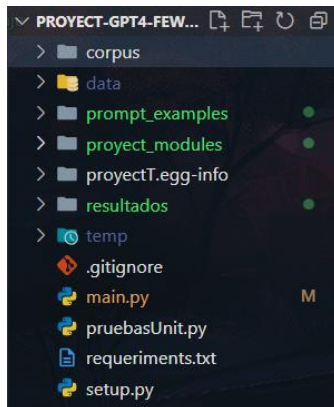 PROYECT-GPT4-FEW...
corpus
data
prompt_examples
proyect_modules
proyectT.egg-info
resultados
temp
.gitignore
main.py M
pruebasUnit.py
requeriments.txt
setup.py